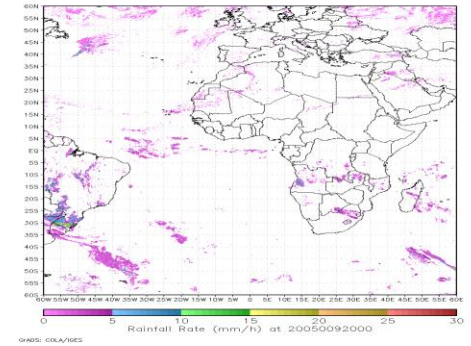 60N
55N
50N
45N
40N
35N
30N
25N
20N
15N
10N
5N
EQ
5S
10S
15S
20S
25S
30S
35S
40S
45S
50S
55S
60S
60W 55W 50W 45W 40W 35W 30W 25W 20W 15W 10W 5W 0 5E 10E 15E 20E 25E 30E 35E 40E 45E 50E 55E 60E
0 5 10 15 20 25 30
Rainfall Rate (mm/h) at 20050092000
GrADS: COLA/IGES